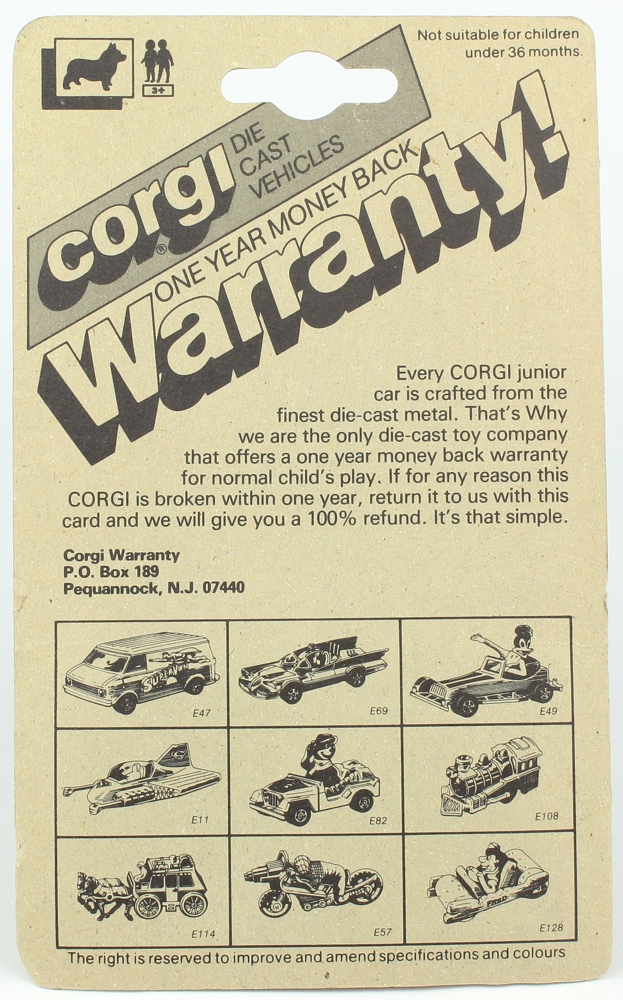 Not suitable for children
under 36 months.
3+
corgi ®
DIE
CAST
VEHICLES
ONE YEAR MONEY BACK
Warranty!
Every CORGI junior
car is crafted from the
finest die-cast metal. That's Why
we are the only die-cast toy company
that offers a one year money back warranty
for normal child's play. If for any reason this
CORGI is broken within one year, return it to us with this
card and we will give you a 100% refund. It's that simple.
Corgi Warranty
P.O. Box 189
Pequannock, N.J. 07440
SUPERVAN
E47
E69
E49
E11
E82
E108
E114
E57
FRED
E128
The right is reserved to improve and amend specifications and colours